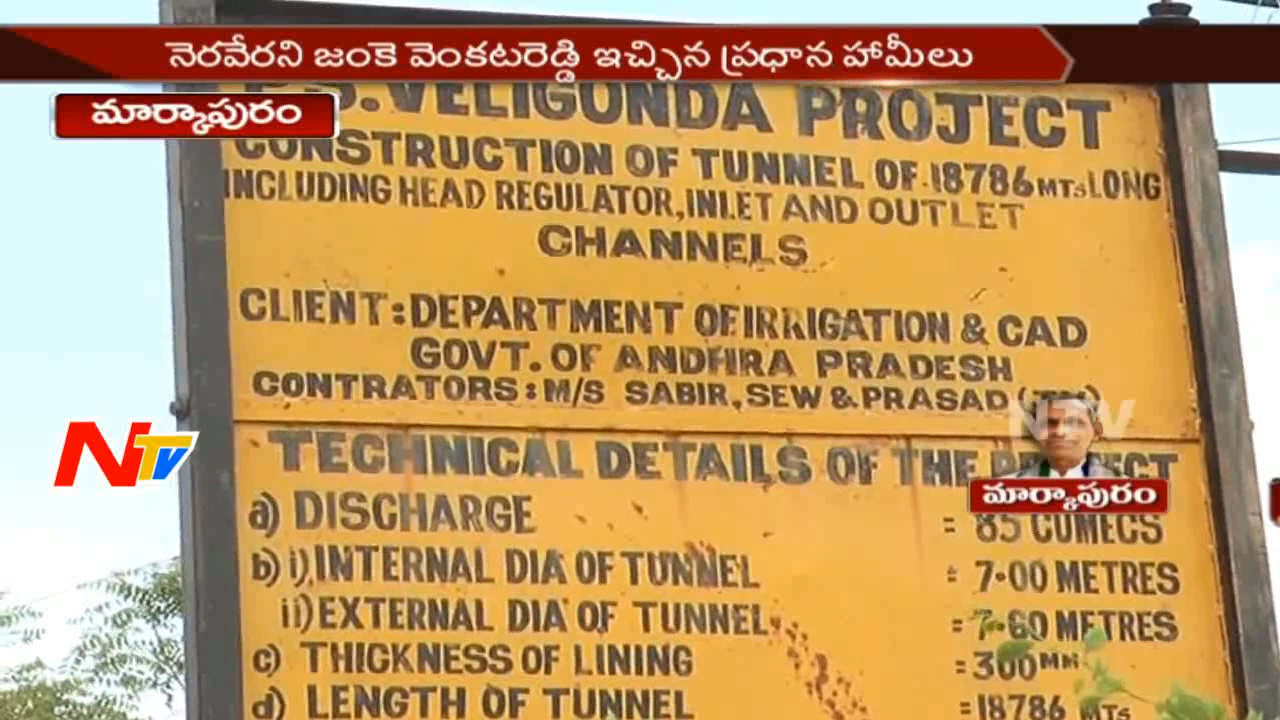 నెరవేరని జంకె వెంకటరెడ్డి ఇచ్చిన ప్రధాన హామీలు
మార్కాపురం
VELIGONDA PROJECT
CONSTRUCTION OF TUNNEL OF 18786 MTs LONG
INCLUDING HEAD REGULATOR, INLET AND OUTLET
CHANNELS
CLIENT: DEPARTMENT OF IRRIGATION & CAD
GOVT. OF ANDHRA PRADESH
CONTRATORS: M/S SABIR, SEW & PRASAD
NTV
NTV
TECHNICAL DETAILS OF THE
మార్కాపురం
a) DISCHARGE = 85 CUMECS
b) i) INTERNAL DIA OF TUNNEL = 7.00 METRES
ii) EXTERNAL DIA OF TUNNEL = 7.60 METRES
c) THICKNESS OF LINING = 300 MM
d) LENGTH OF TUNNEL = 18786 MTs